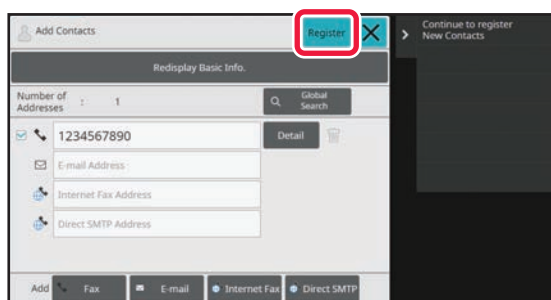 Add Contacts
Register
Continue to register
New Contacts
Redisplay Basic Info.
Number of
Addresses : 1
Global
Search
1234567890
Detail
E-mail Address
Internet Fax Address
Direct SMTP Address
Add Fax E-mail Internet Fax Direct SMTP